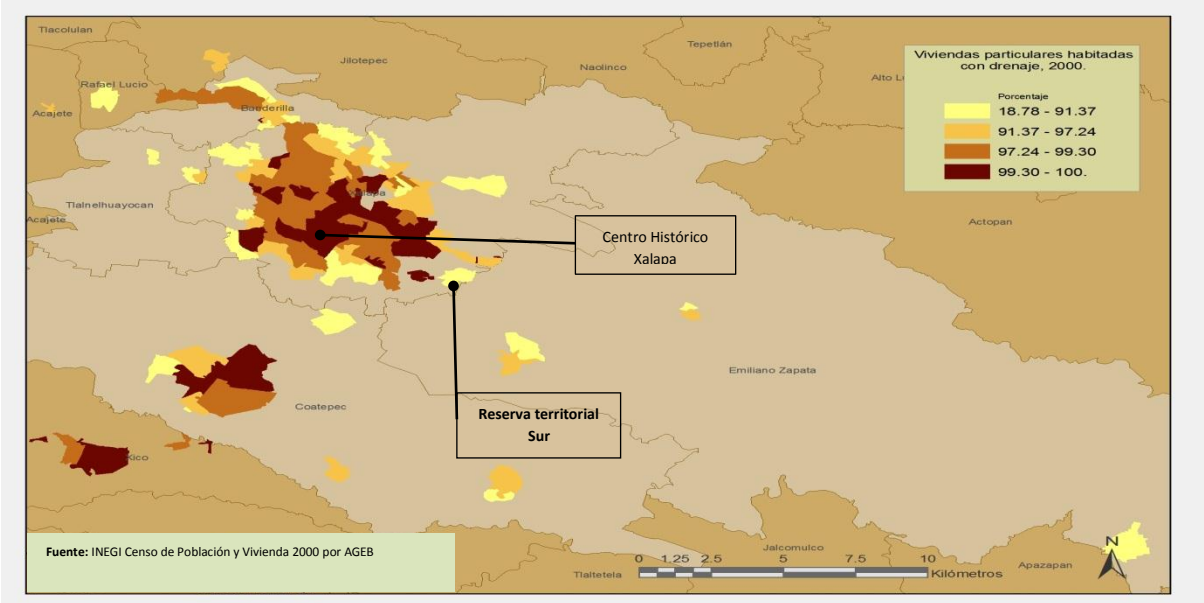 Tlacolulan
Tepetlán
Jilotepec
Naolinco
Rafael Lucio
Alto Lu
Acajete
Banderilla
Viviendas particulares habitadas
con drenaje, 2000.
Porcentaje
18.78 - 91.37
91.37 - 97.24
97.24 - 99.30
99.30 - 100.
Xalapa
Tlalnelhuayocan
Acajete
Actopan
Centro Histórico
Xalapa
Emiliano Zapata
Coatepec
Reserva territorial
Sur
Xico
Fuente: INEGI Censo de Población y Vivienda 2000 por AGEB
Jalcomulco
Tlaltetela
Apazapan
0 1.25 2.5 5 7.5 10
Kilómetros
N